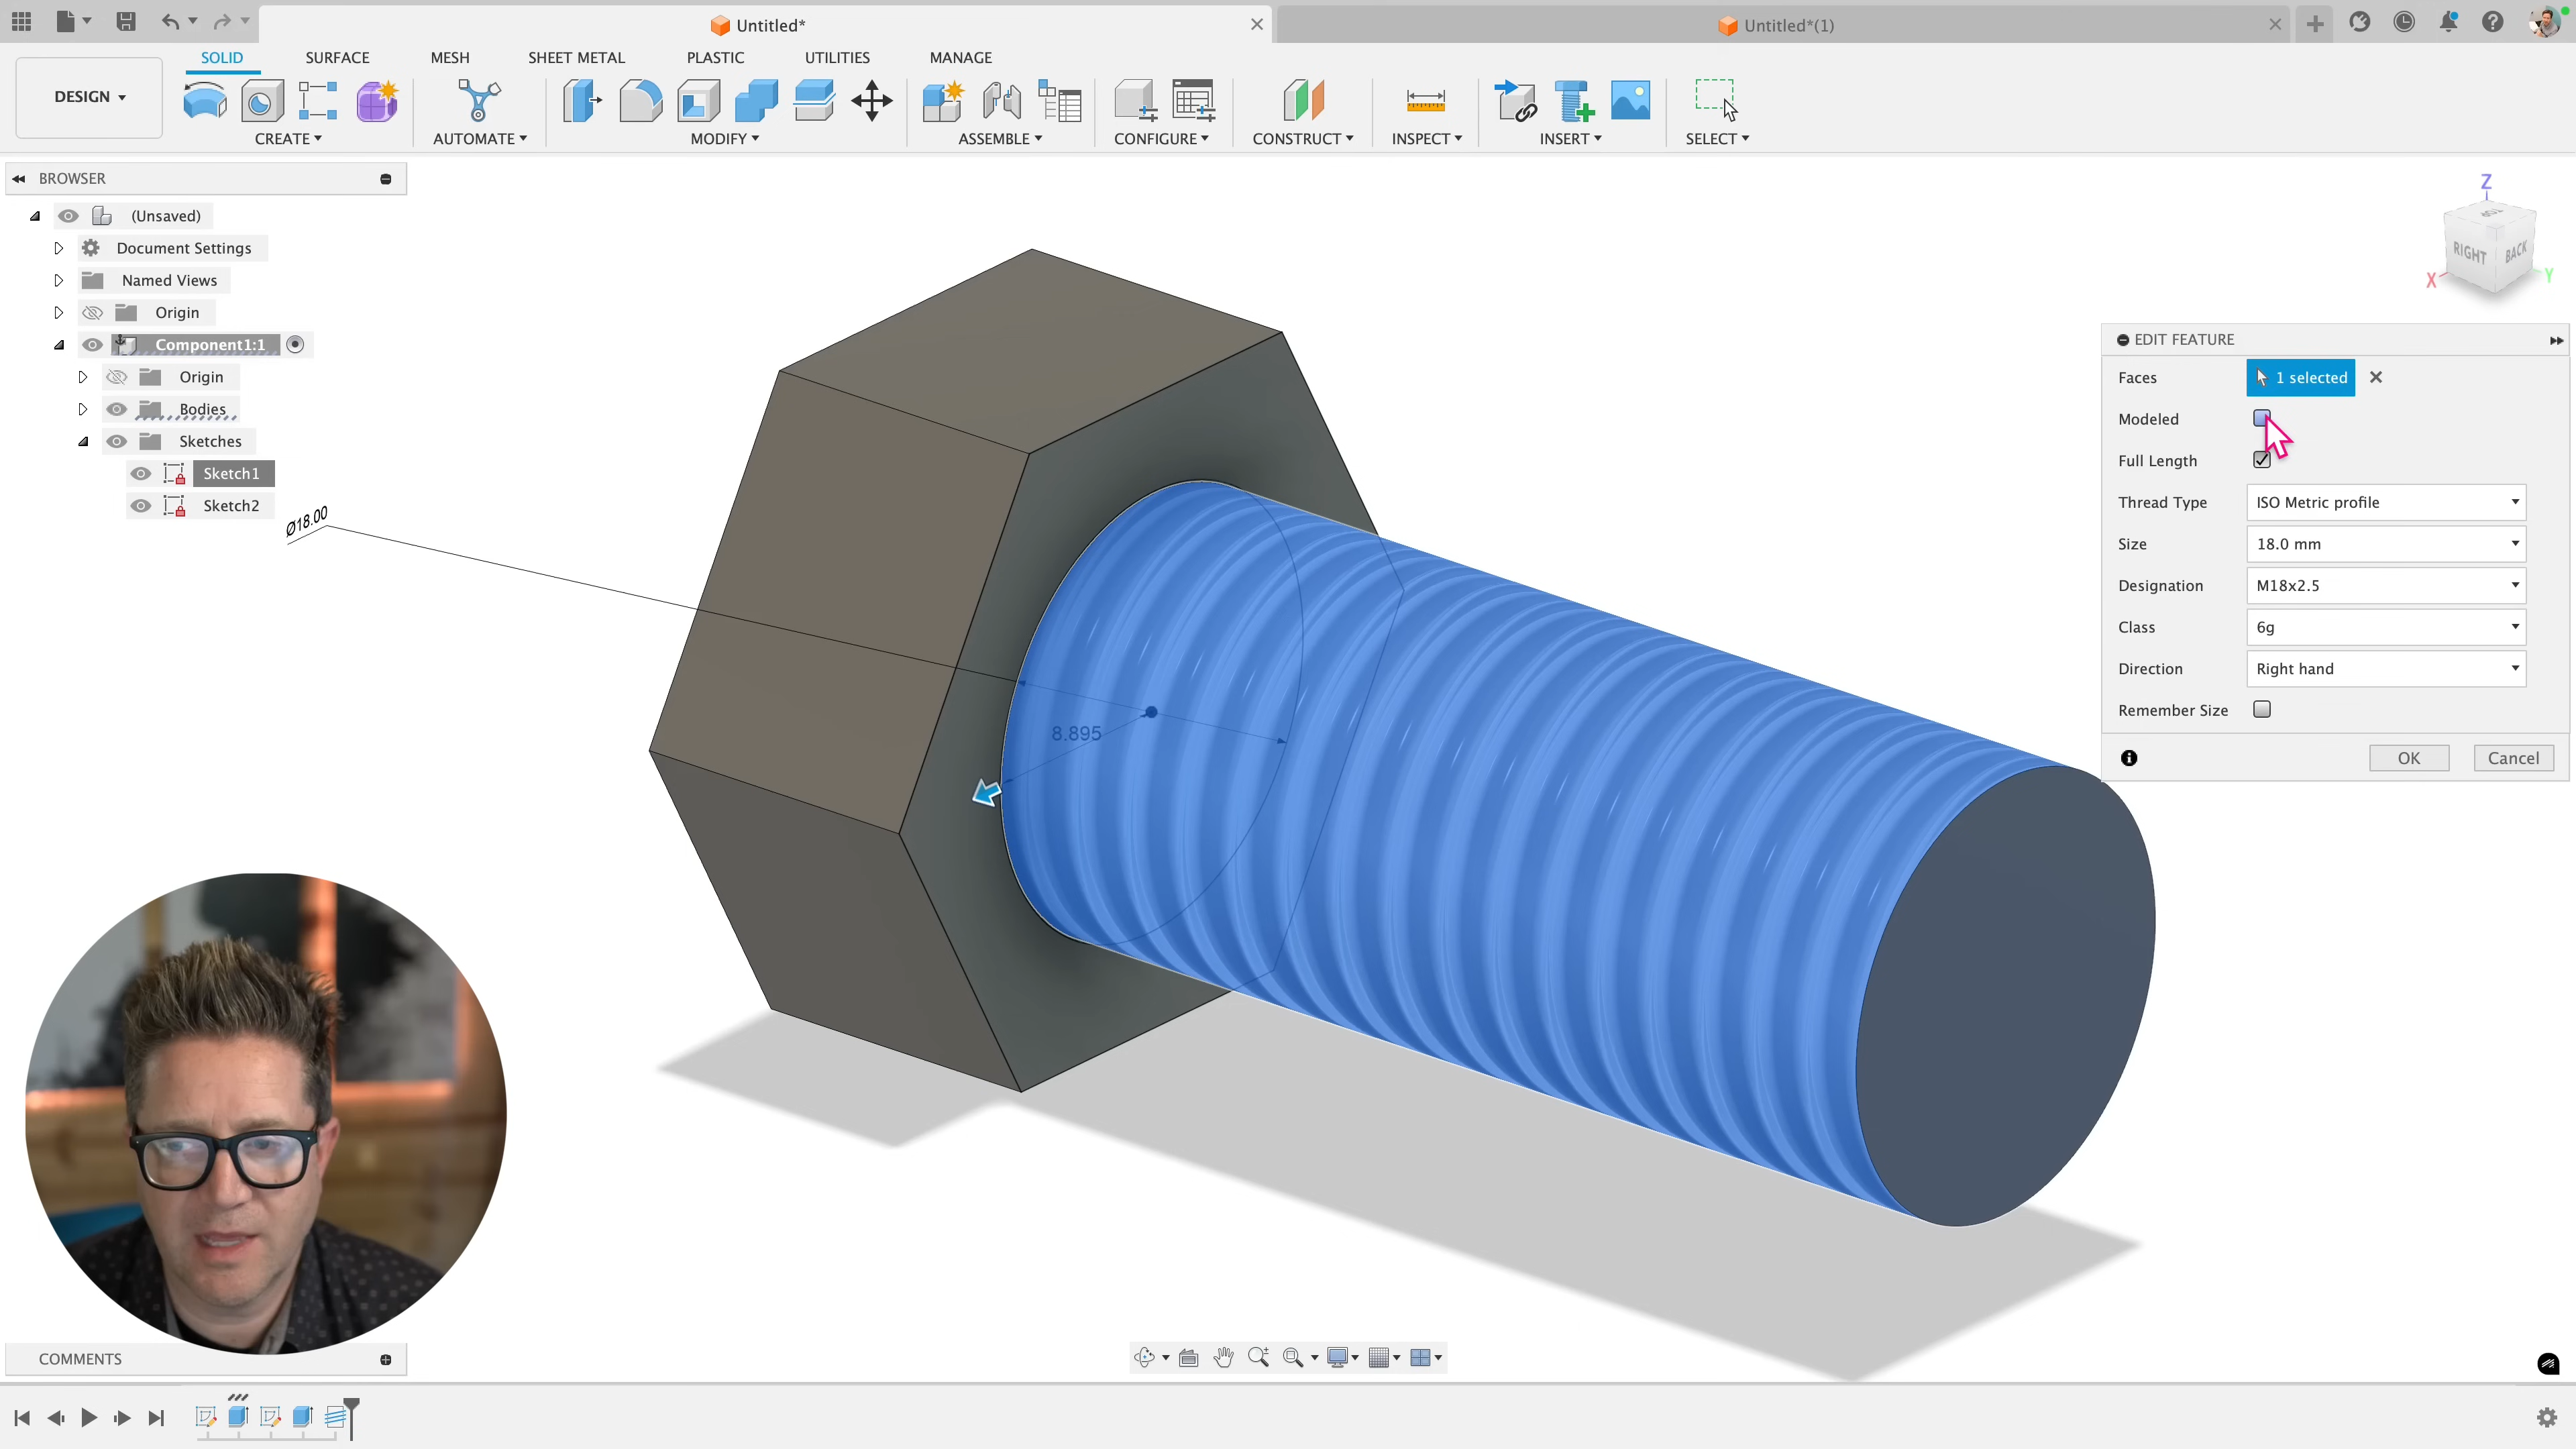 Untitled*
Untitled*(1)
DESIGN
SOLID
SURFACE
MESH
SHEET METAL
PLASTIC
UTILITIES
MANAGE
CREATE
AUTOMATE
MODIFY
ASSEMBLE
CONFIGURE
CONSTRUCT
INSPECT
INSERT
SELECT
BROWSER
(Unsaved)
Document Settings
Named Views
Origin
Component1:1
Origin
Bodies
Sketches
Sketch1
Sketch2
Ø18.00
8.895
Z
TOP
RIGHT
BACK
X
Y
EDIT FEATURE
Faces
1 selected
Modeled
Full Length
Thread Type
ISO Metric profile
Size
18.0 mm
Designation
M18x2.5
Class
6g
Direction
Right hand
Remember Size
OK
Cancel
COMMENTS